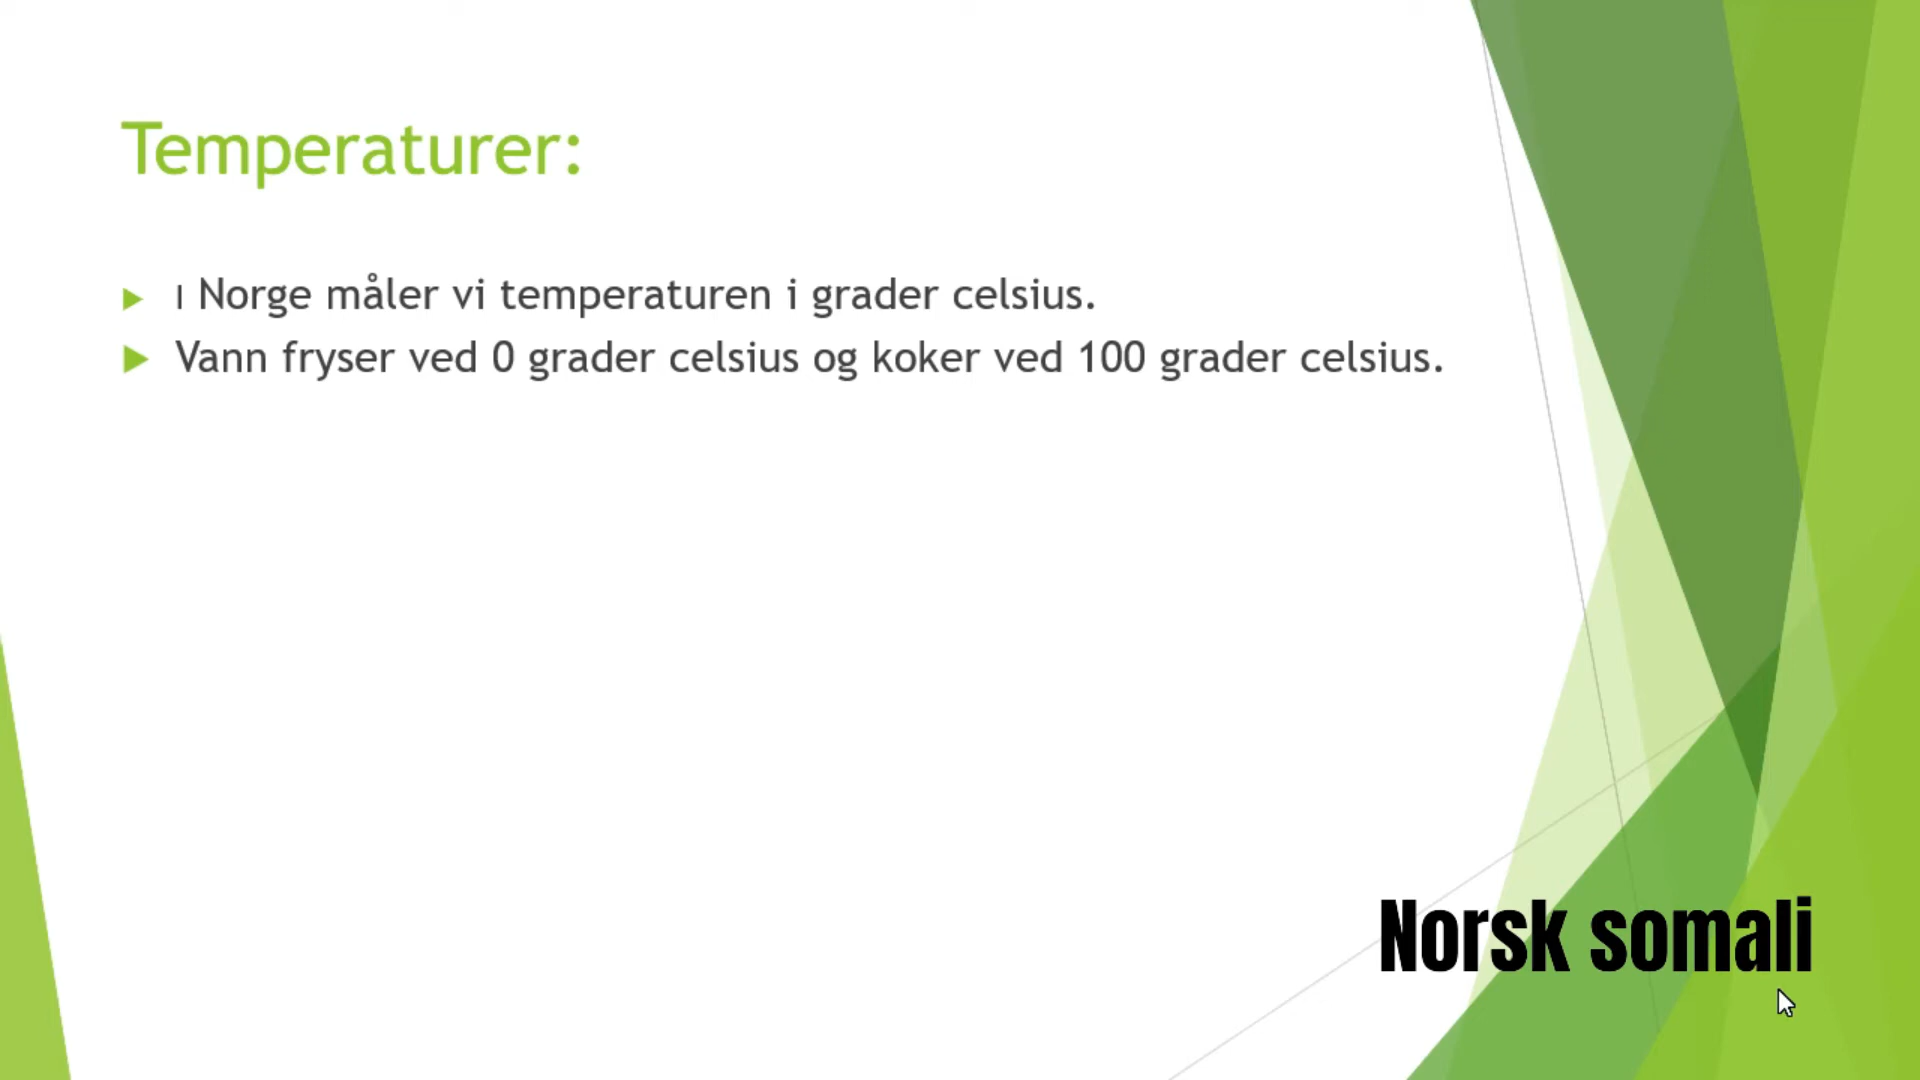 Temperaturer:
I Norge måler vi temperaturen i grader celsius.
Vann fryser ved 0 grader celsius og koker ved 100 grader celsius.
Norsk somali